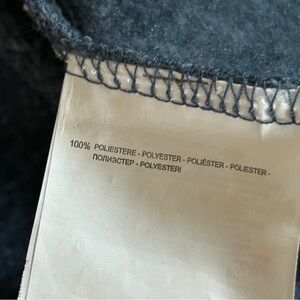 100% POLIESTERE - POLYESTER - POLIÉSTER - POLIESTER -
ПОЛИЭСТЕР - POLYESTERI